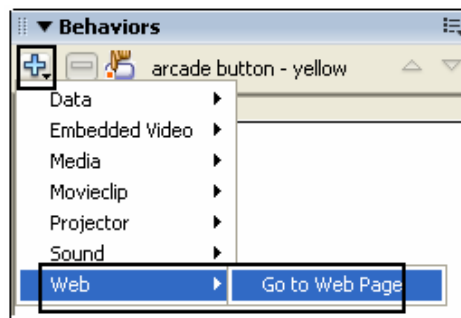 Behaviors
arcade button - yellow
Data
Embedded Video
Media
Movieclip
Projector
Sound
Web Go to Web Page